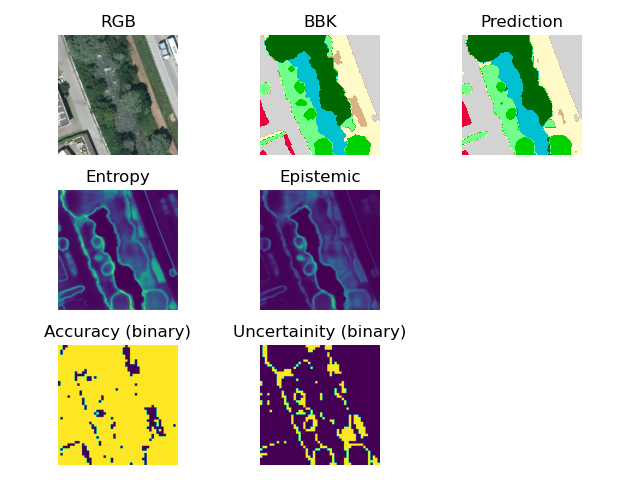 RGB
BBK
Prediction
Entropy
Epistemic
Accuracy (binary)
Uncertainity (binary)